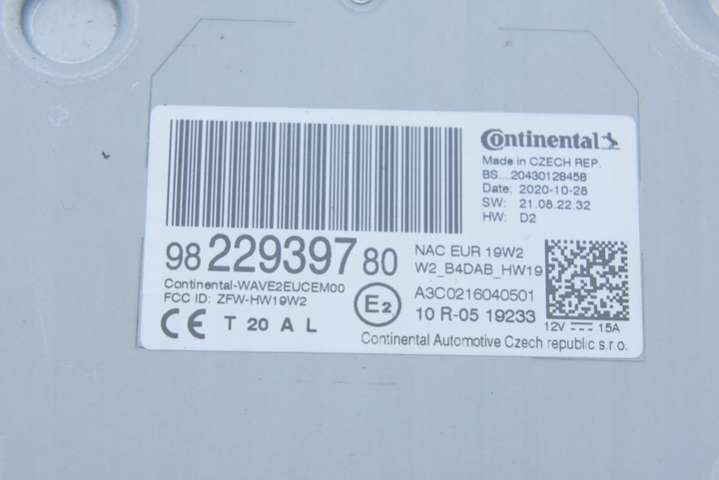 Continental
Made in CZECH REP.
BS....20430128458
Date: 2020-10-28
SW: 21.08.22.32
HW: D2
98 229397 80
NAC EUR 19W2
W2_B4DAB_HW19
Continental-WAVE2EUCEM00
FCC ID: ZFW-HW19W2
E2
A3C0216040501
10 R-05 19233
12V 15A
CE T 20 A L
Continental Automotive Czech republic s.r.o.